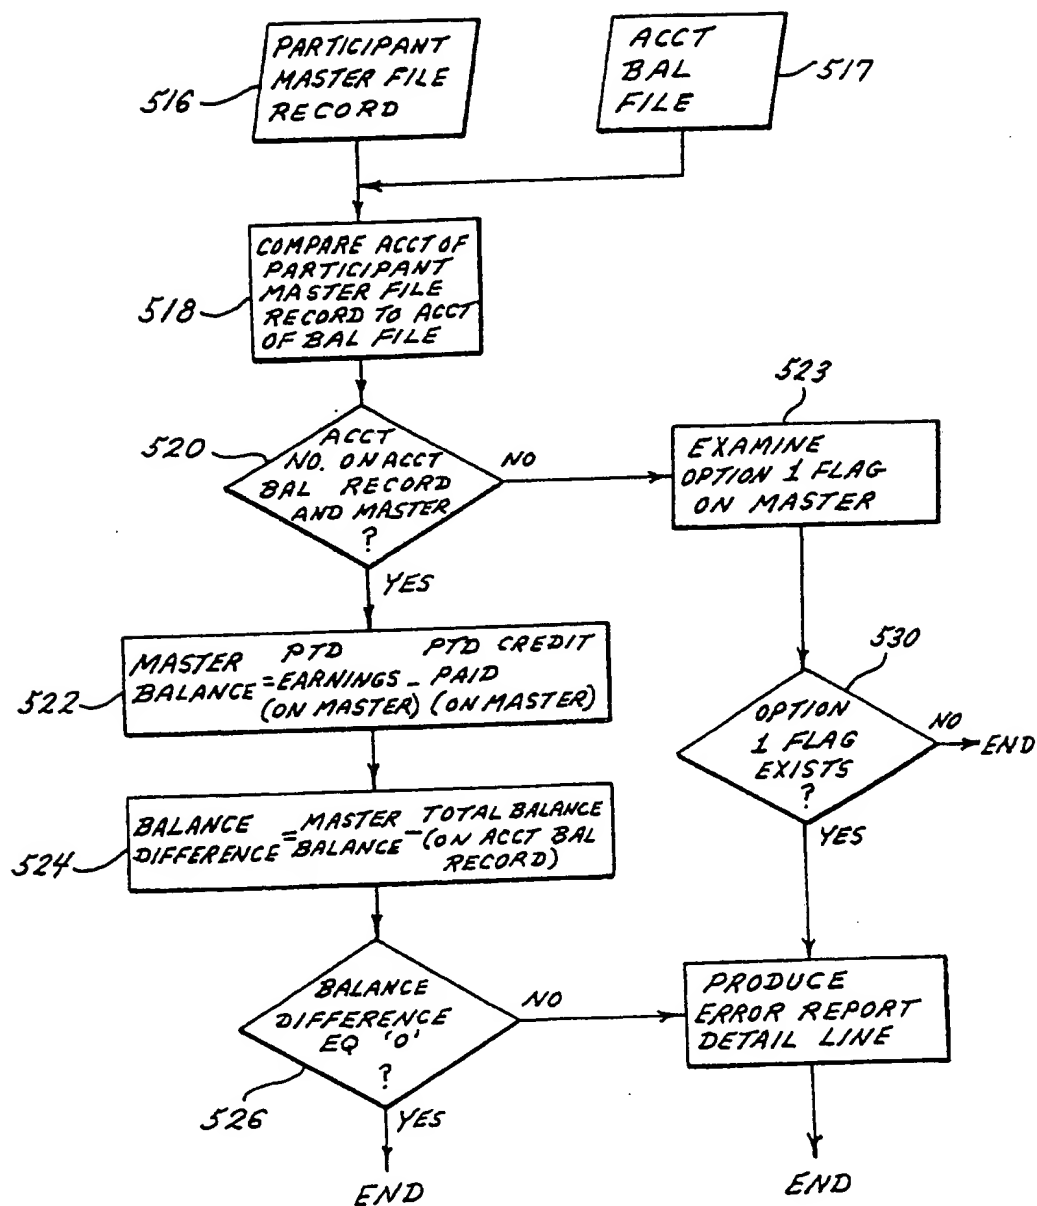 PARTICIPANT
MASTER FILE
RECORD
516
ACCT
BAL
FILE
517
COMPARE ACCT OF
PARTICIPANT
MASTER FILE
RECORD TO ACCT
OF BAL FILE
518
ACCT
NO. ON ACCT
BAL RECORD
AND MASTER
?
520
NO
YES
523
EXAMINE
OPTION 1 FLAG
ON MASTER
MASTER PTD PTD CREDIT
BALANCE = EARNINGS - PAID
(ON MASTER) (ON MASTER)
522
530
OPTION
1 FLAG
EXISTS
?
NO
END
YES
BALANCE = MASTER - TOTAL BALANCE
DIFFERENCE BALANCE (ON ACCT BAL
RECORD)
524
BALANCE
DIFFERENCE
EQ '0'
?
526
NO
YES
END
PRODUCE
ERROR REPORT
DETAIL LINE
END